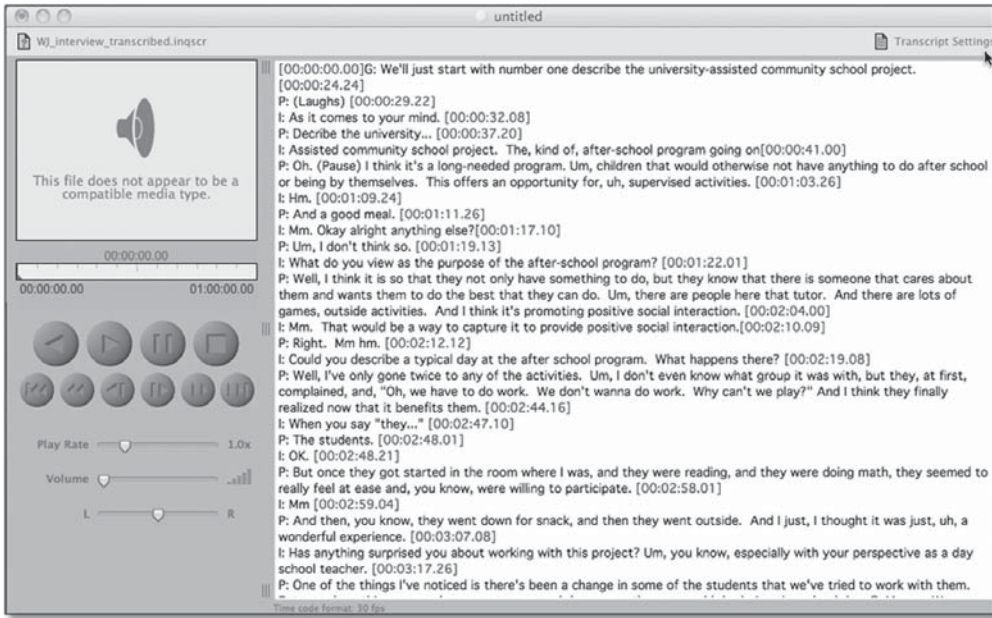 untitled
WJ_interview_transcribed.inqscr
Transcript Settings
This file does not appear to be a
compatible media type.
00:00:00.00
00:00:00.00 01:00:00.00
Play Rate 1.0x
Volume
L R
[00:00:00.00]G: We'll just start with number one describe the university-assisted community school project.
[00:00:24.24]
P: (Laughs) [00:00:29.22]
I: As it comes to your mind. [00:00:32.08]
P: Decribe the university... [00:00:37.20]
I: Assisted community school project. The, kind of, after-school program going on[00:00:41.00]
P: Oh. (Pause) I think it's a long-needed program. Um, children that would otherwise not have anything to do after school
or being by themselves. This offers an opportunity for, uh, supervised activities. [00:01:03.26]
I: Hm. [00:01:09.24]
P: And a good meal. [00:01:11.26]
I: Mm. Okay alright anything else?[00:01:17.10]
P: Um, I don't think so. [00:01:19.13]
I: What do you view as the purpose of the after-school program? [00:01:22.01]
P: Well, I think it is so that they not only have something to do, but they know that there is someone that cares about
them and wants them to do the best that they can do. Um, there are people here that tutor. And there are lots of
games, outside activities. And I think it's promoting positive social interaction. [00:02:04.00]
I: Mm. That would be a way to capture it to provide positive social interaction.[00:02:10.09]
P: Right. Mm hm. [00:02:12.12]
I: Could you describe a typical day at the after school program. What happens there? [00:02:19.08]
P: Well, I've only gone twice to any of the activities. Um, I don't even know what group it was with, but they, at first,
complained, and, "Oh, we have to do work. We don't wanna do work. Why can't we play?" And I think they finally
realized now that it benefits them. [00:02:44.16]
I: When you say "they..." [00:02:47.10]
P: The students. [00:02:48.01]
I: OK. [00:02:48.21]
P: But once they got started in the room where I was, and they were reading, and they were doing math, they seemed to
really feel at ease and, you know, were willing to participate. [00:02:58.01]
I: Mm [00:02:59.04]
P: And then, you know, they went down for snack, and then they went outside. And I just, I thought it was just, uh, a
wonderful experience. [00:03:07.08]
I: Has anything surprised you about working with this project? Um, you know, especially with your perspective as a day
school teacher. [00:03:17.26]
P: One of the things I've noticed is there's been a change in some of the students that we've tried to work with them.
Time code format: 30 fps